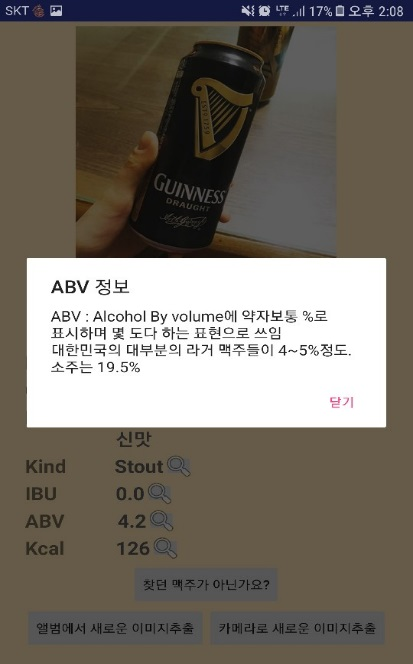 SKT
LTE
17%
오후 2:08
GUINNESS
DRAUGHT
ABV 정보
ABV : Alcohol By volume에 약자보통 %로
표시하며 몇 도다 하는 표현으로 쓰임
대한민국의 대부분의 라거 맥주들이 4~5%정도.
소주는 19.5%
닫기
신맛
Kind Stout
IBU 0.0
ABV 4.2
Kcal 126
찾던 맥주가 아닌가요?
앨범에서 새로운 이미지추출 카메라로 새로운 이미지추출